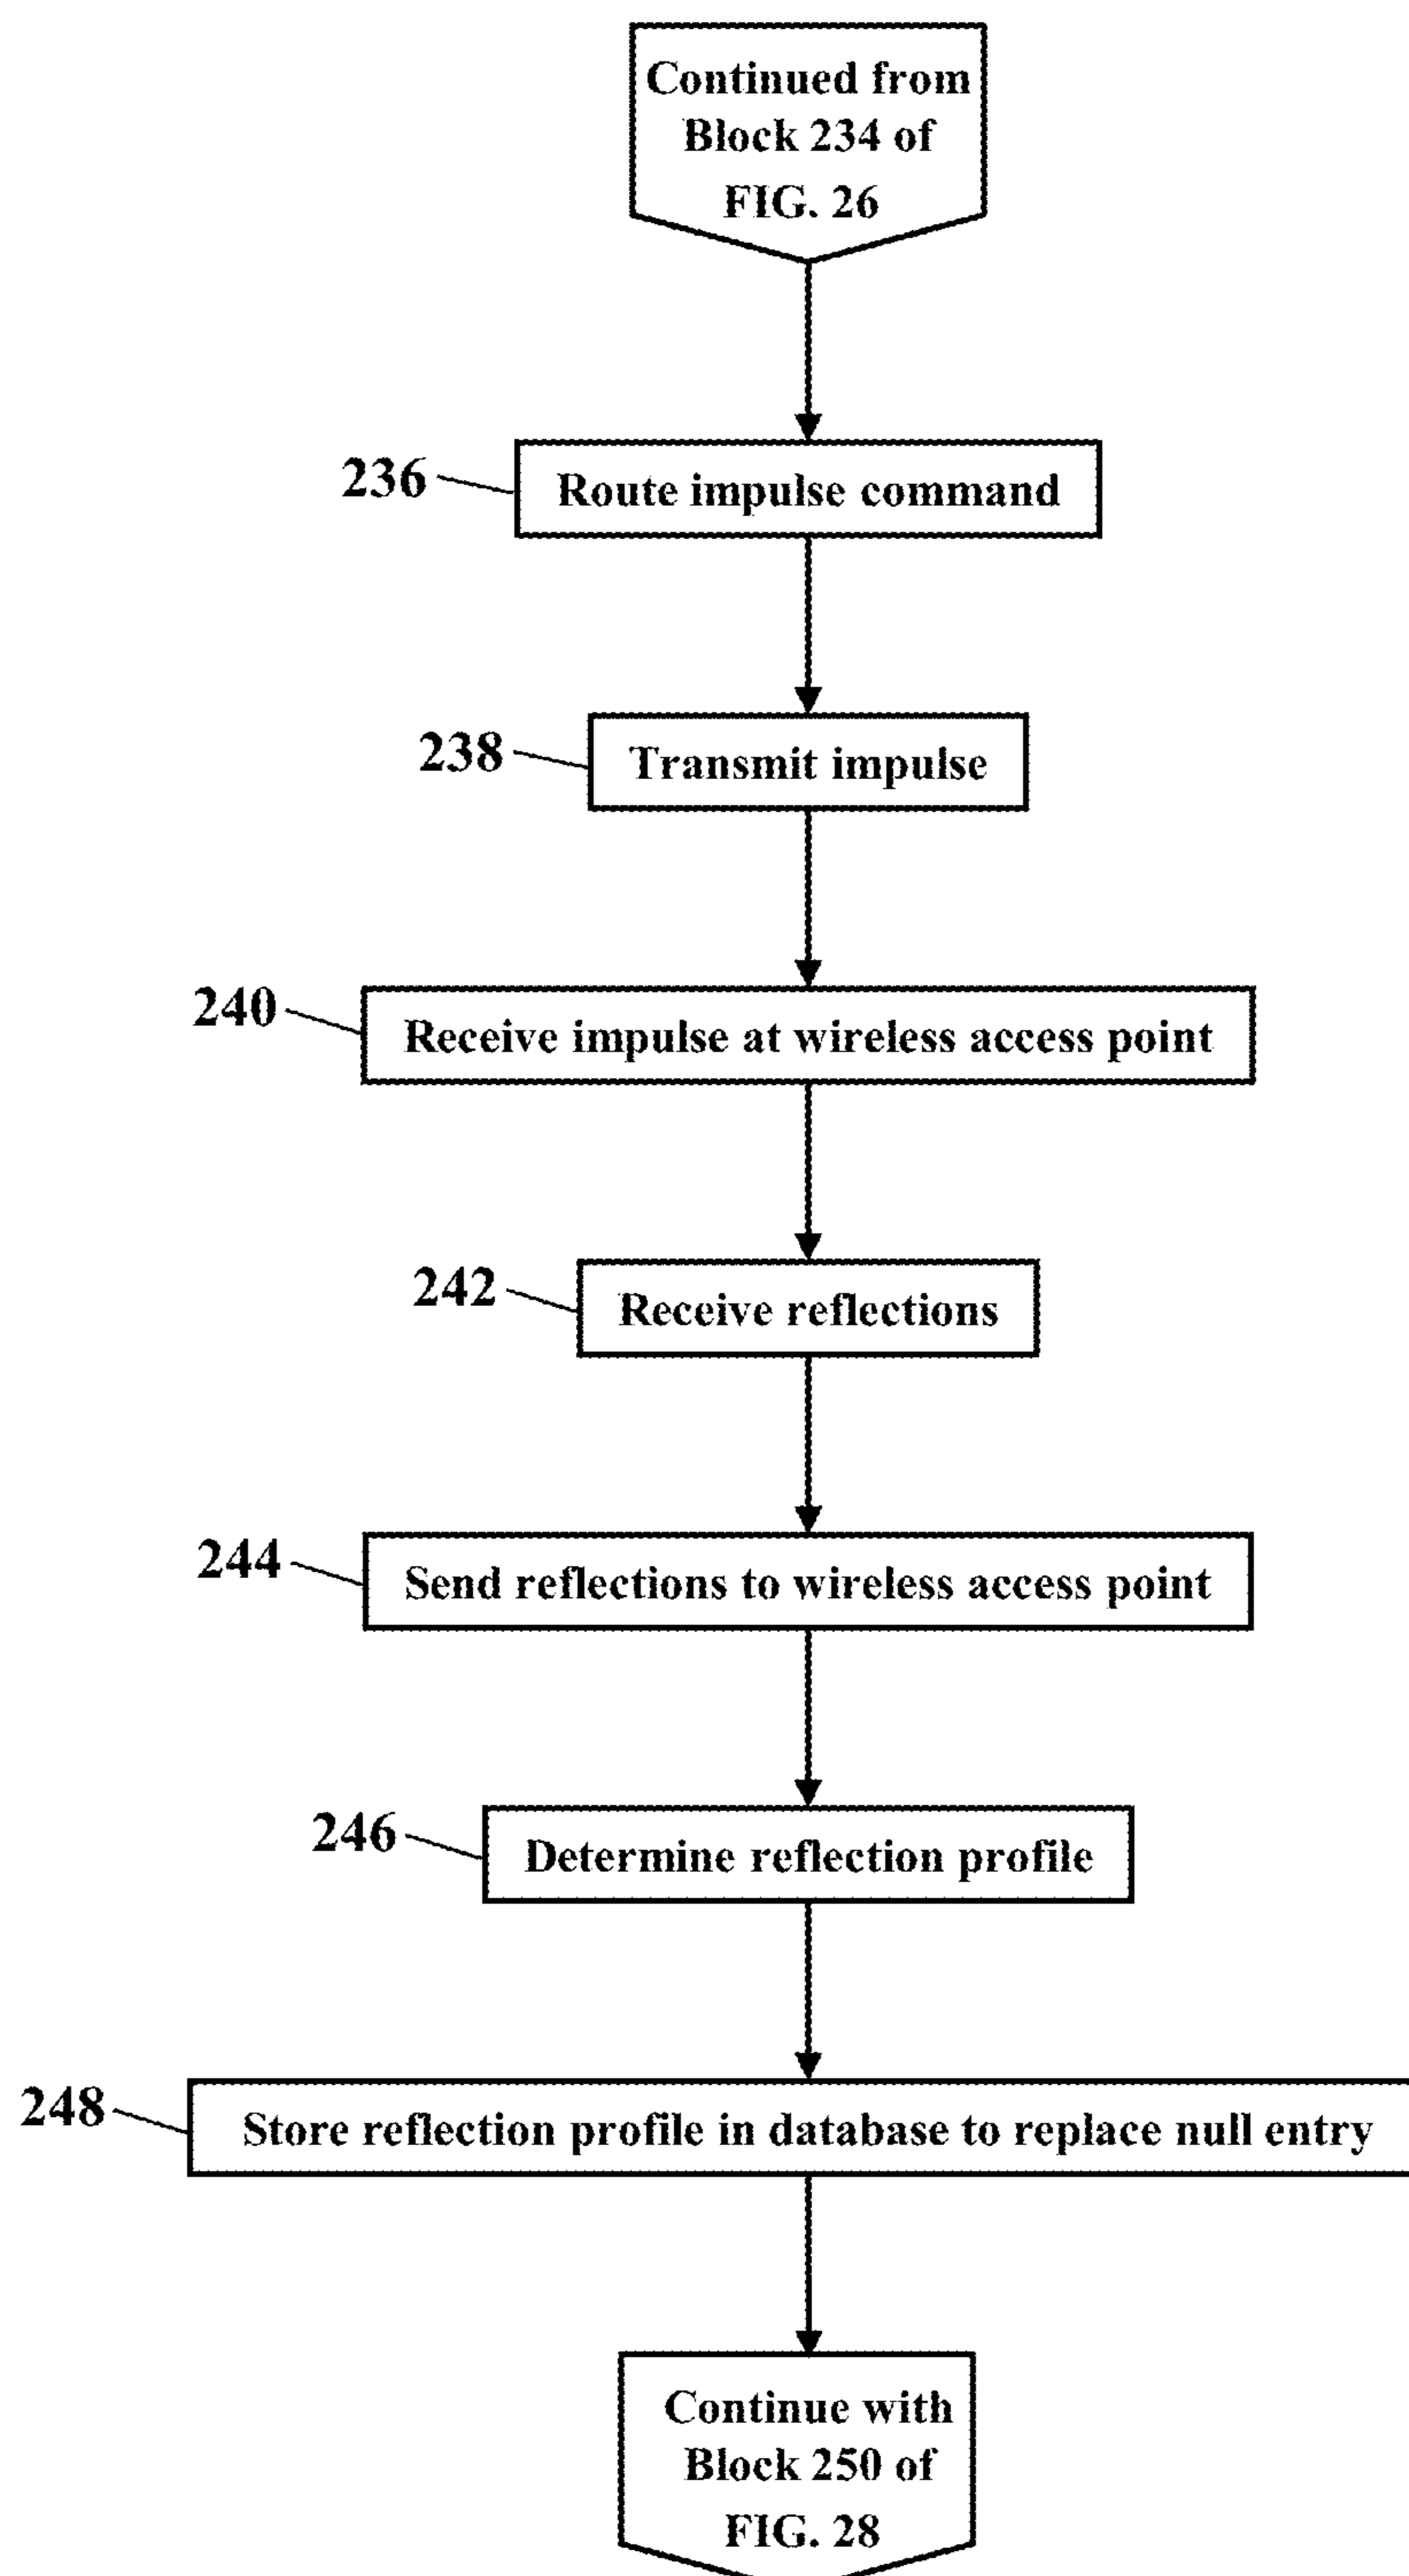 Continued from
Block 234 of
FIG. 26
236
Route impulse command
238
Transmit impulse
240
Receive impulse at wireless access point
242
Receive reflections
244
Send reflections to wireless access point
246
Determine reflection profile
248
Store reflection profile in database to replace null entry
Continue with
Block 250 of
FIG. 28